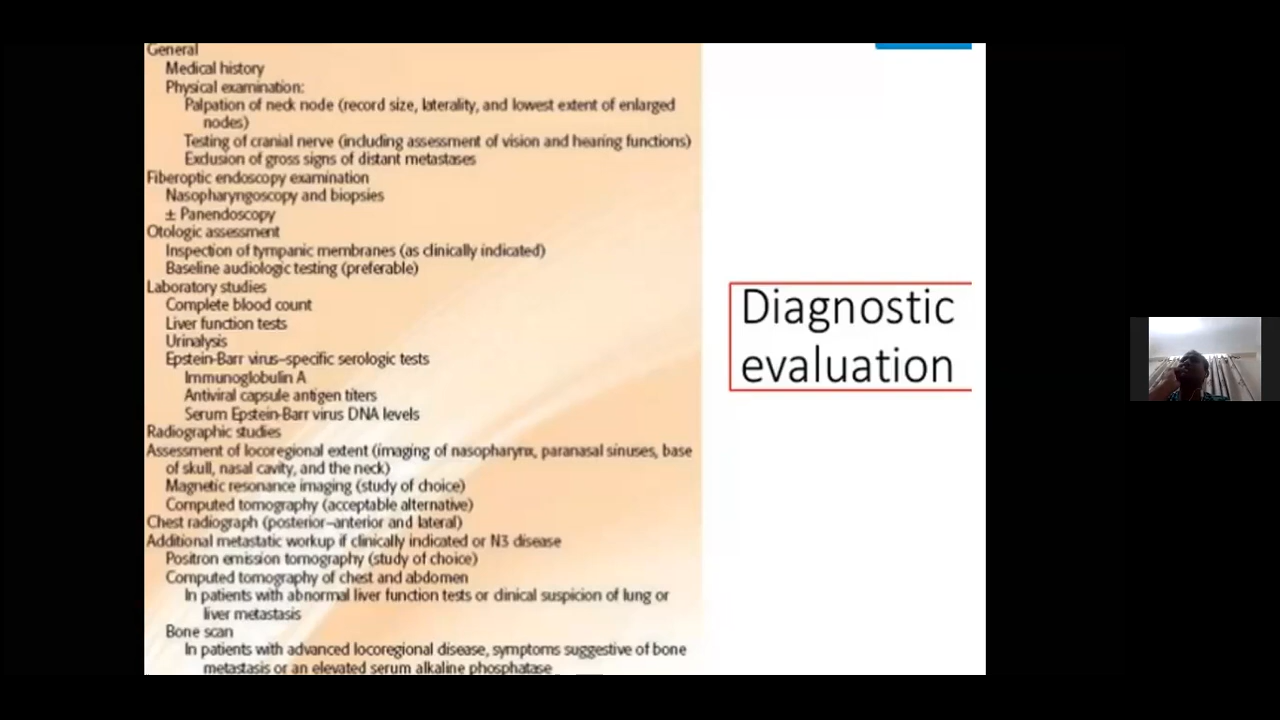 General
Medical history
Physical examination:
Palpation of neck node (record size, laterality, and lowest extent of enlarged
nodes)
Testing of cranial nerve (including assessment of vision and hearing functions)
Exclusion of gross signs of distant metastases
Fiberoptic endoscopy examination
Nasopharyngoscopy and biopsies
± Panendoscopy
Otologic assessment
Inspection of tympanic membranes (as clinically indicated)
Baseline audiologic testing (preferable)
Laboratory studies
Complete blood count
Liver function tests
Urinalysis
Epstein-Barr virus–specific serologic tests
Immunoglobulin A
Antiviral capsule antigen titers
Serum Epstein-Barr virus DNA levels
Radiographic studies
Assessment of locoregional extent (imaging of nasopharynx, paranasal sinuses, base
of skull, nasal cavity, and the neck)
Magnetic resonance imaging (study of choice)
Computed tomography (acceptable alternative)
Chest radiograph (posterior–anterior and lateral)
Additional metastatic workup if clinically indicated or N3 disease
Positron emission tomography (study of choice)
Computed tomography of chest and abdomen
In patients with abnormal liver function tests or clinical suspicion of lung or
liver metastasis
Bone scan
In patients with advanced locoregional disease, symptoms suggestive of bone
metastasis or an elevated serum alkaline phosphatase
Diagnostic
evaluation